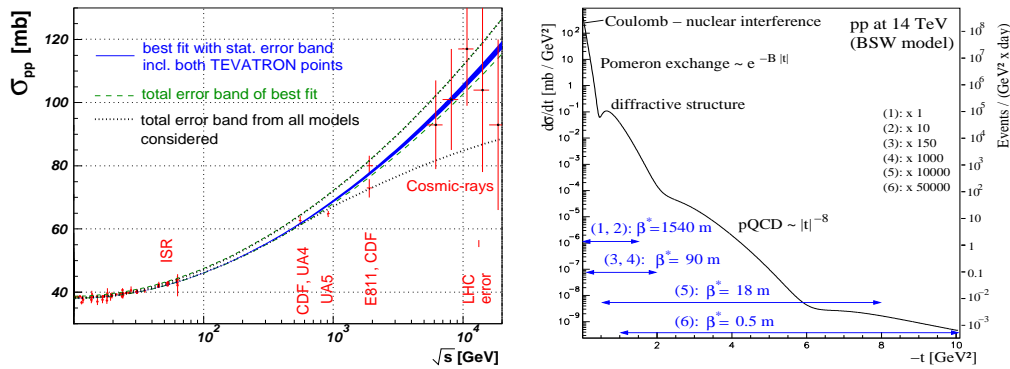 σpp [mb]
140
120
100
80
60
40
best fit with stat. error band
incl. both TEVATRON points
total error band of best fit
total error band from all models
considered
Cosmic-rays
ISR
CDF, UA4
UA5
E811, CDF
LHC
error
10²
10³
10⁴
√s [GeV]
dσ/dt [mb / GeV²]
10²
10
1
10⁻¹
10⁻²
10⁻³
10⁻⁴
10⁻⁵
10⁻⁶
10⁻⁷
10⁻⁸
10⁻⁹
Coulomb – nuclear interference
Pomeron exchange ~ e –B |t|
diffractive structure
pp at 14 TeV
(BSW model)
(1): x 1
(2): x 10
(3): x 150
(4): x 1000
(5): x 10000
(6): x 50000
pQCD ~ |t| –8
(1, 2): β*=1540 m
(3, 4): β*= 90 m
(5): β*= 18 m
(6): β*= 0.5 m
2
4
6
8
10
–t [GeV²]
10⁸
10⁷
10⁶
10⁵
10⁴
10³
10²
10
1
0.1
10⁻²
10⁻³
Events / (GeV² x day)